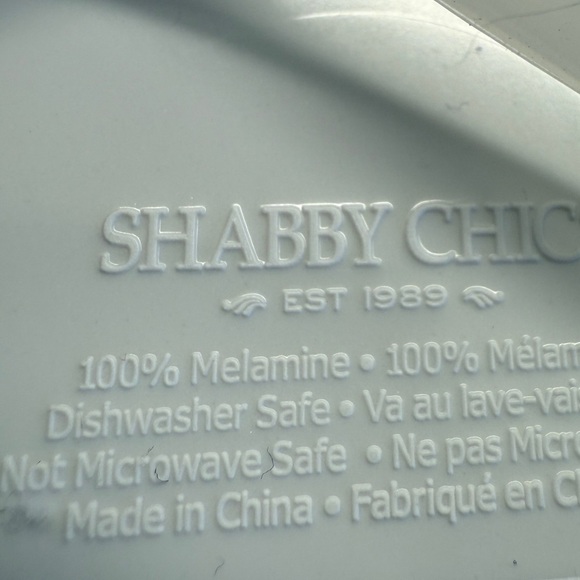 SHABBY CHIC
EST 1989
100% Melamine • 100% Mélam
Dishwasher Safe • Va au lave-vai
Not Microwave Safe • Ne pas Micro
Made in China • Fabriqué en C